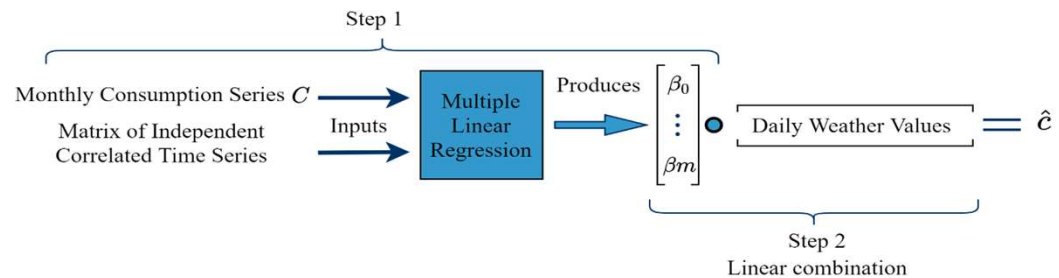 Step 1
Monthly Consumption Series C
Matrix of Independent
Correlated Time Series
Inputs
Multiple
Linear
Regression
Produces
β0
⋮
βm
Daily Weather Values
= ĉ
Step 2
Linear combination